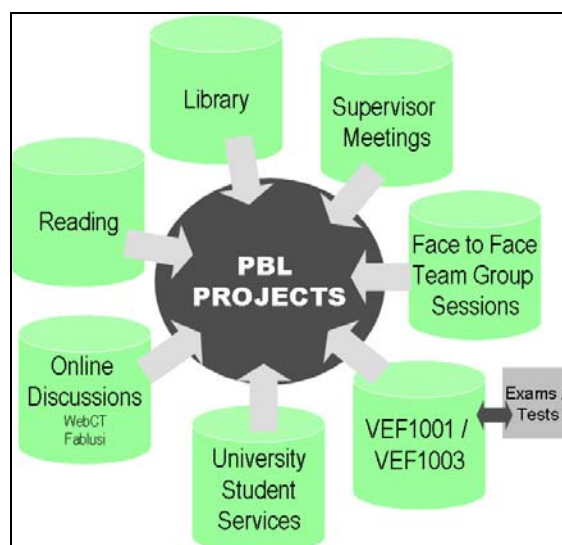 Library
Supervisor
Meetings
Reading
PBL
PROJECTS
Face to Face
Team Group
Sessions
Online
Discussions
WebCT
Fablusi
University
Student
Services
VEF1001 /
VEF1003
Exams /
Tests